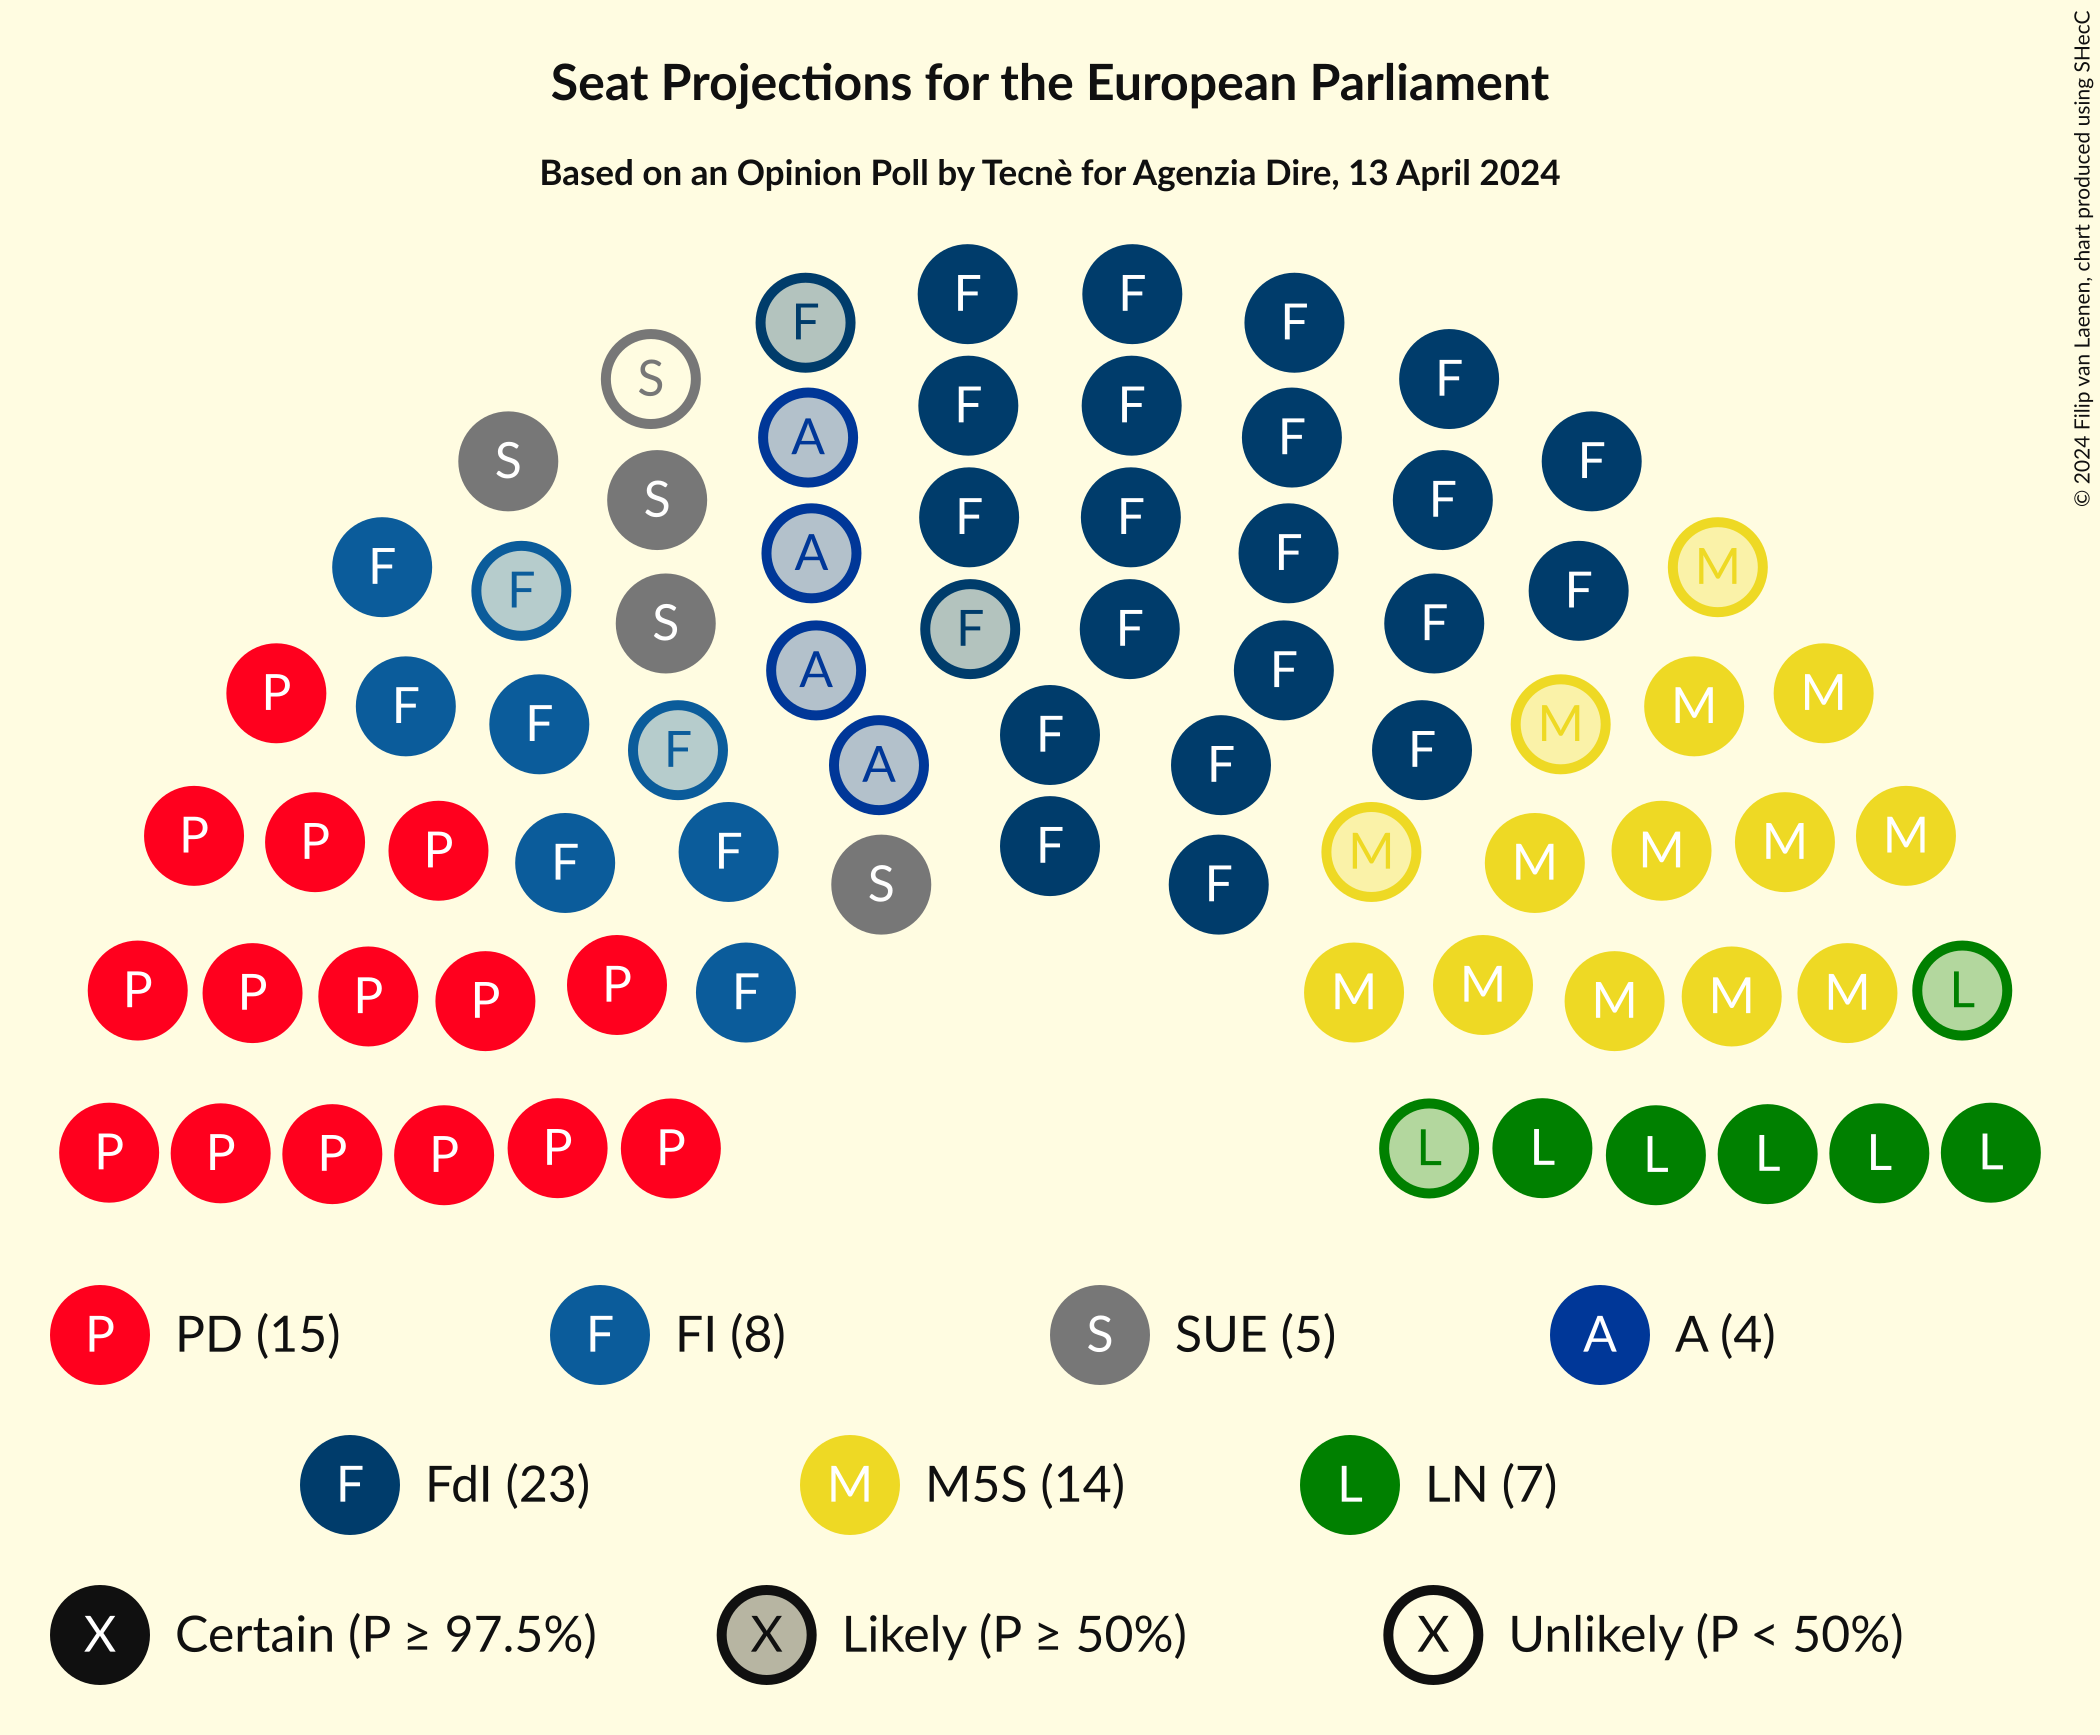 Seat Projections for the European Parliament
Based on an Opinion Poll by Tecnè for Agenzia Dire, 13 April 2024
© 2024 Filip van Laenen, chart produced using SHecC
F F
F F
S F
A F
F F
S F
S A F F F
F F M
A F
F F
S F F
F F
A F
P F M M
F F M
F F
A F
P P P M M M
F F F M
S F
P P P P P F M M M M M L
P P P P P P L L L L L L
P PD (15) F FI (8) S SUE (5) A A (4)
F FdI (23) M M5S (14) L LN (7)
X Certain (P ≥ 97.5%) X Likely (P ≥ 50%) X Unlikely (P < 50%)